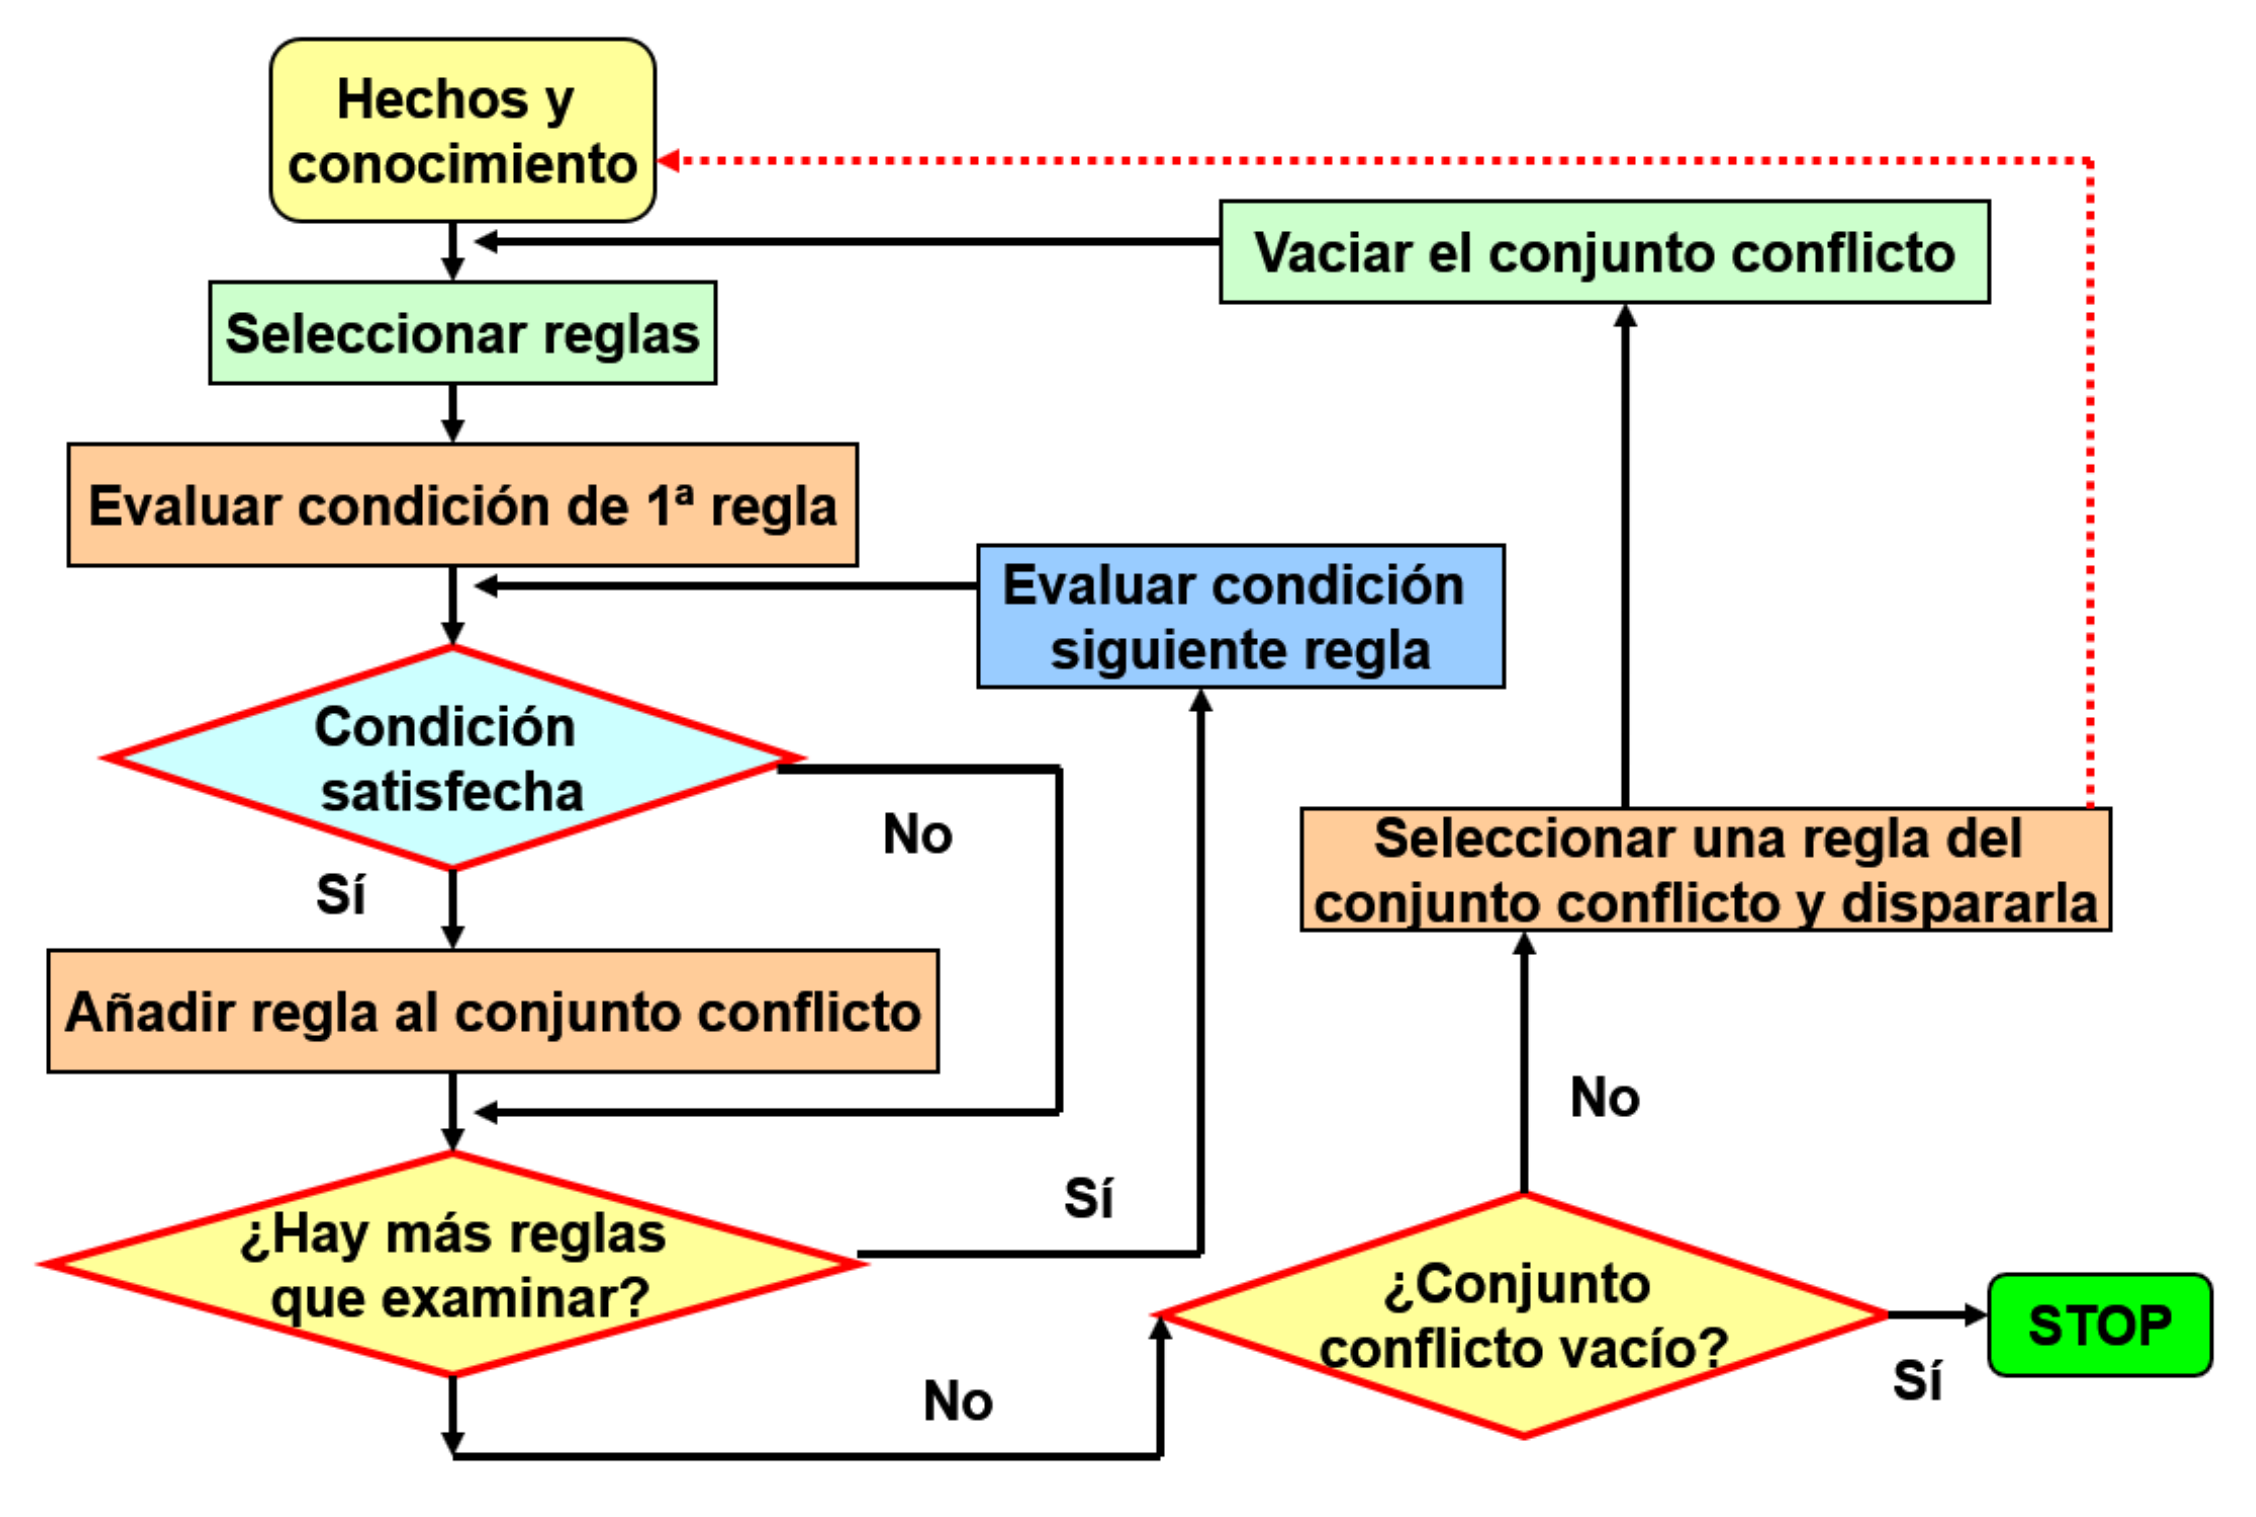 Hechos y
conocimiento
Vaciar el conjunto conflicto
Seleccionar reglas
Evaluar condición de 1ª regla
Evaluar condición
siguiente regla
Condición
satisfecha
No
Sí
Seleccionar una regla del
conjunto conflicto y dispararla
Añadir regla al conjunto conflicto
No
Sí
¿Hay más reglas
que examinar?
¿Conjunto
conflicto vacío?
STOP
Sí
No